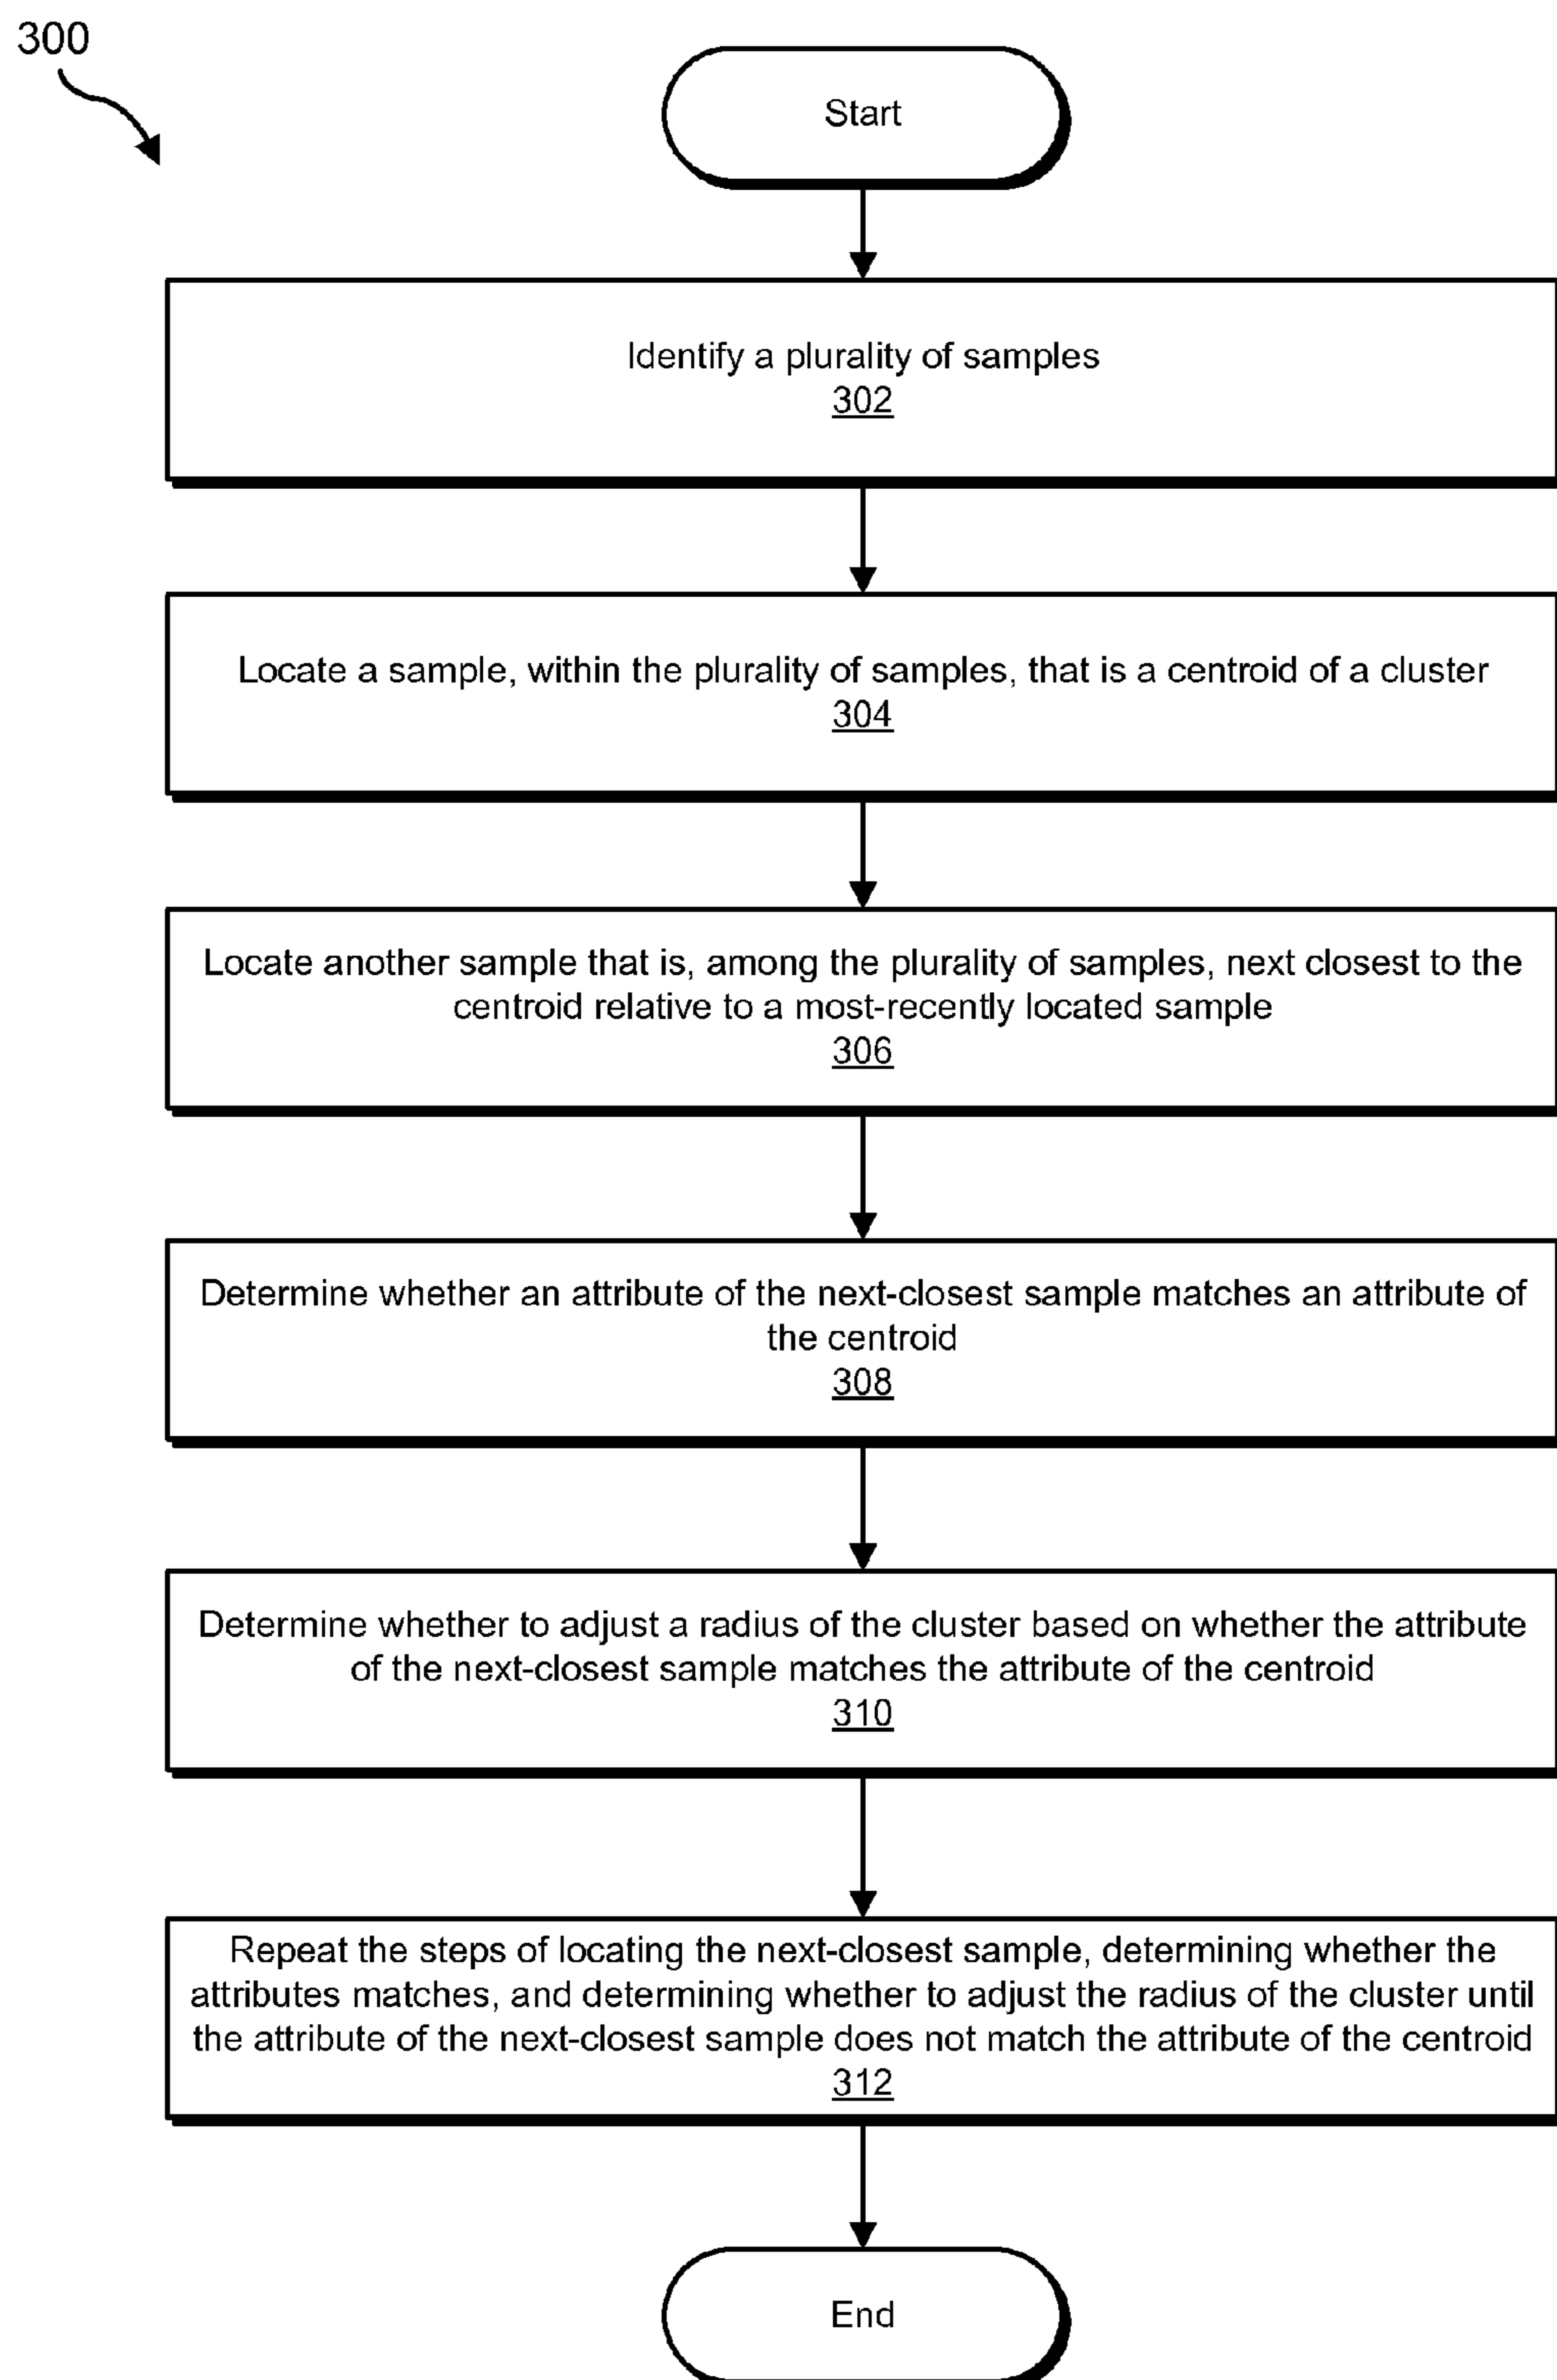 300
Start
Identify a plurality of samples
302
Locate a sample, within the plurality of samples, that is a centroid of a cluster
304
Locate another sample that is, among the plurality of samples, next closest to the
centroid relative to a most-recently located sample
306
Determine whether an attribute of the next-closest sample matches an attribute of
the centroid
308
Determine whether to adjust a radius of the cluster based on whether the attribute
of the next-closest sample matches the attribute of the centroid
310
Repeat the steps of locating the next-closest sample, determining whether the
attributes matches, and determining whether to adjust the radius of the cluster until
the attribute of the next-closest sample does not match the attribute of the centroid
312
End